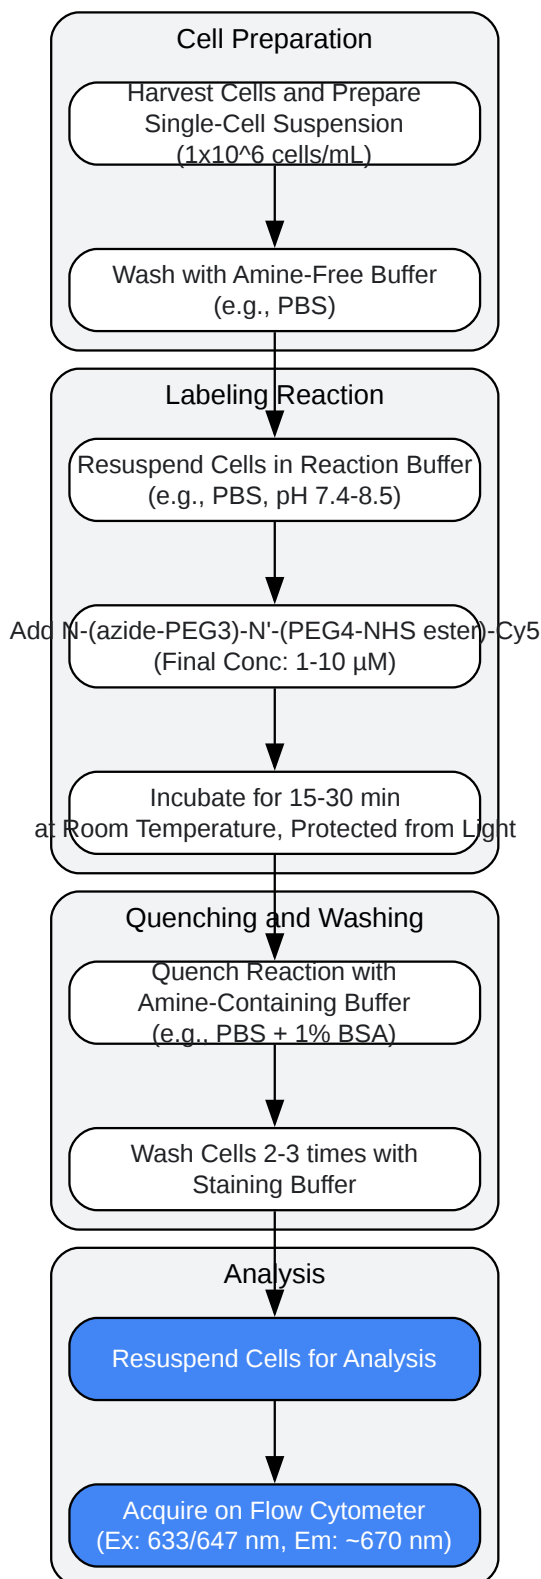 Cell Preparation
Harvest Cells and Prepare
Single-Cell Suspension
(1x10^6 cells/mL)
Wash with Amine-Free Buffer
(e.g., PBS)
Labeling Reaction
Resuspend Cells in Reaction Buffer
(e.g., PBS, pH 7.4-8.5)
Add N-(azide-PEG3)-N'-(PEG4-NHS ester)-Cy5
(Final Conc: 1-10 µM)
Incubate for 15-30 min
at Room Temperature, Protected from Light
Quenching and Washing
Quench Reaction with
Amine-Containing Buffer
(e.g., PBS + 1% BSA)
Wash Cells 2-3 times with
Staining Buffer
Analysis
Resuspend Cells for Analysis
Acquire on Flow Cytometer
(Ex: 633/647 nm, Em: ~670 nm)